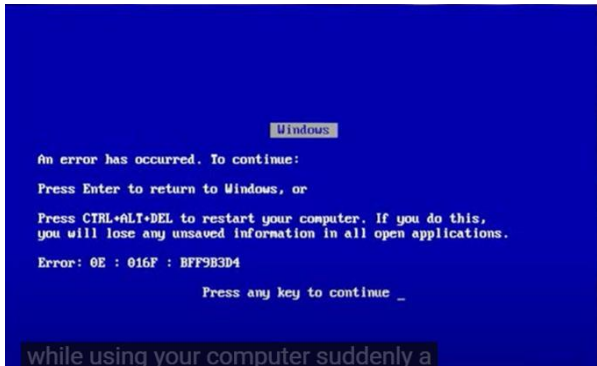 Windows
An error has occurred. To continue:
Press Enter to return to Windows, or
Press CTRL+ALT+DEL to restart your computer. If you do this,
you will lose any unsaved information in all open applications.
Error: 0E : 016F : BFF9B3D4
Press any key to continue _
while using your computer suddenly a